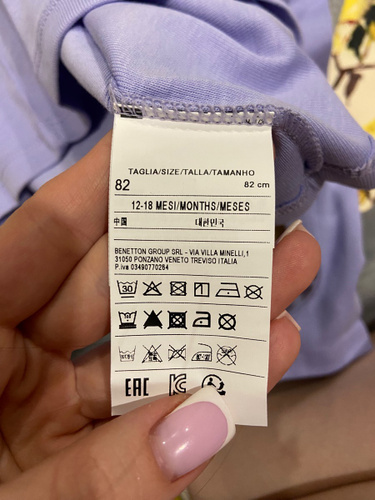 TAGLIA/SIZE/TALLA/TAMANHO
82 82 cm
12-18 MESI/MONTHS/MESES
中国 대한민국
BENETTON GROUP SRL - VIA VILLA MINELLI,1
31050 PONZANO VENETO TREVISO ITALIA
P.iva 03490770264
30
EAC